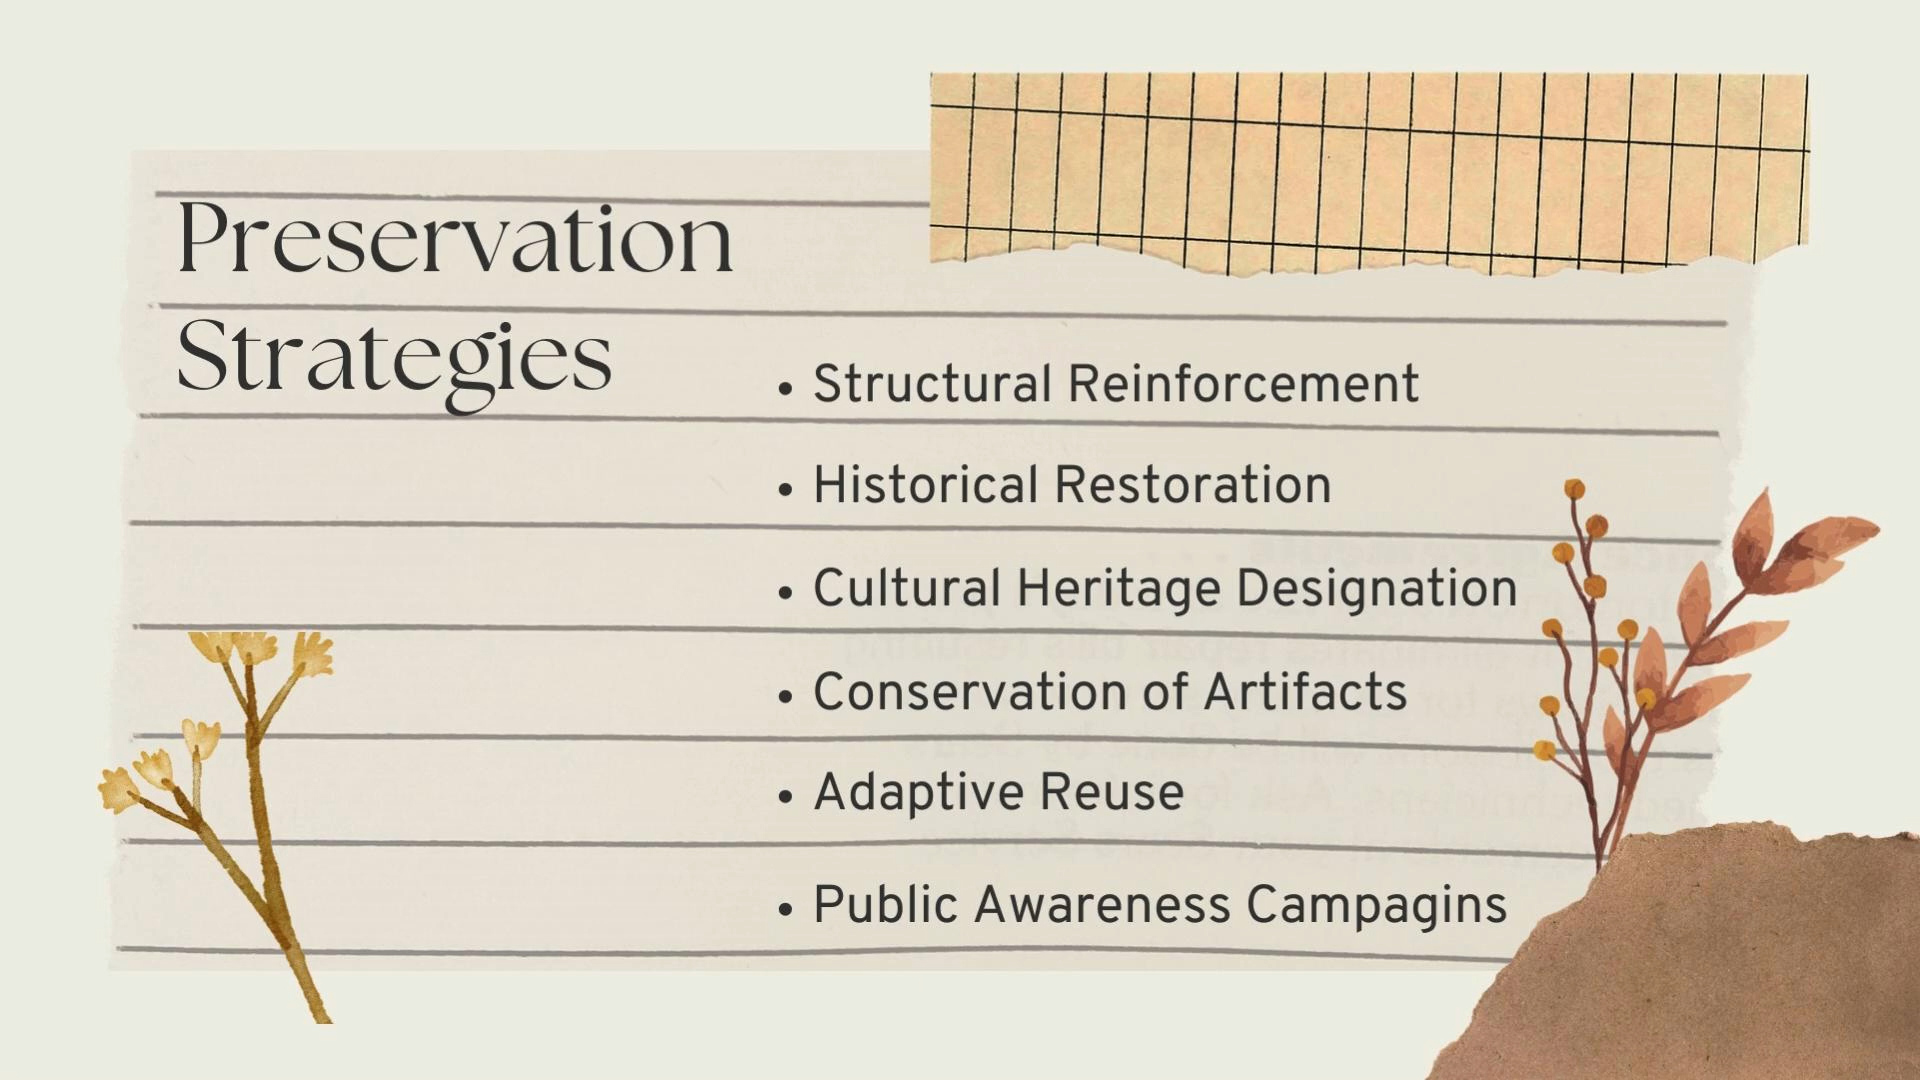 Preservation
Strategies
• Structural Reinforcement
• Historical Restoration
• Cultural Heritage Designation
• Conservation of Artifacts
• Adaptive Reuse
• Public Awareness Campagins